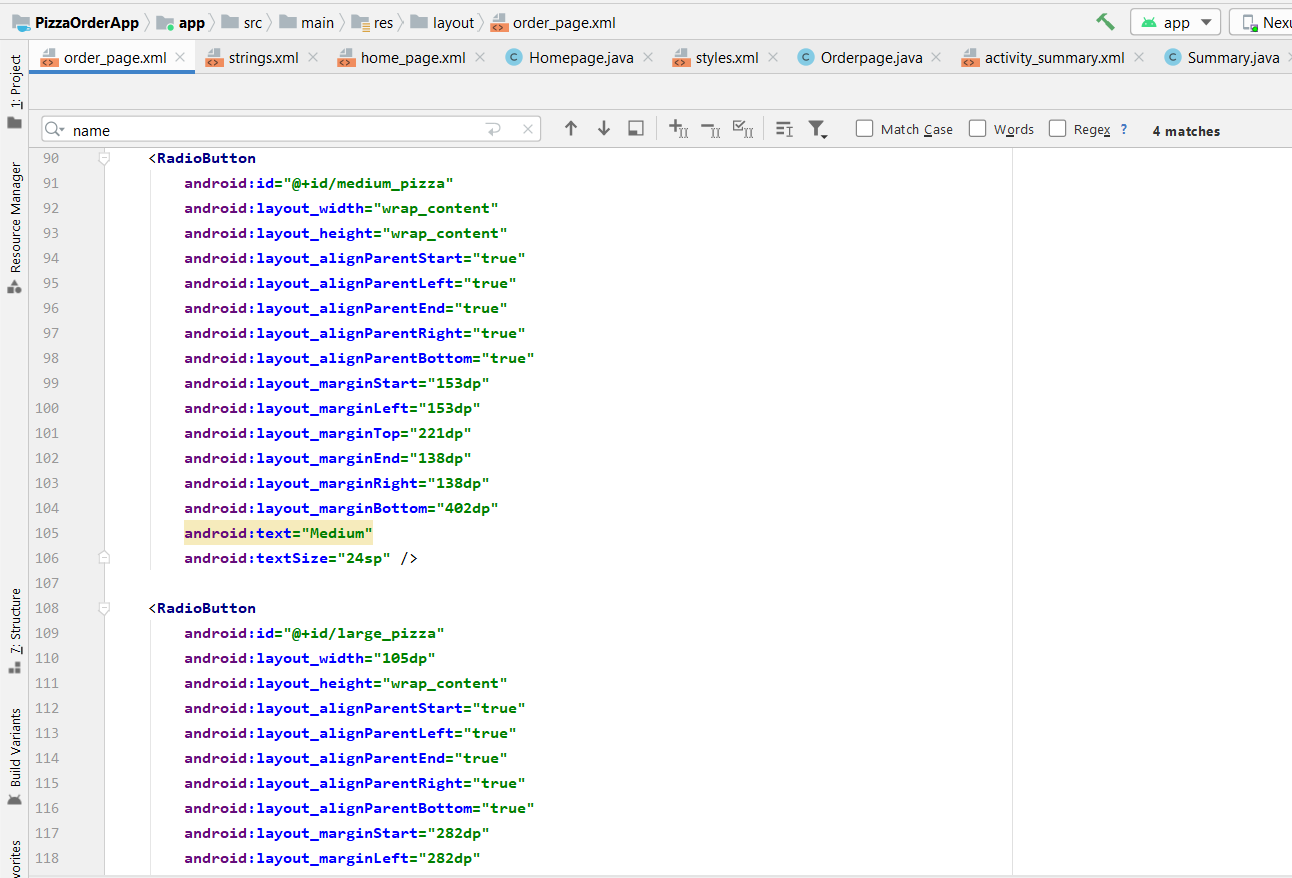 PizzaOrderApp app src main res layout order_page.xml app
order_page.xml strings.xml home_page.xml Homepage.java styles.xml Orderpage.java activity_summary.xml Summary.java
1: Project
Resource Manager
7: Structure
Build Variants
name Match Case Words Regex ? 4 matches
90 <RadioButton
91 android:id="@+id/medium_pizza"
92 android:layout_width="wrap_content"
93 android:layout_height="wrap_content"
94 android:layout_alignParentStart="true"
95 android:layout_alignParentLeft="true"
96 android:layout_alignParentEnd="true"
97 android:layout_alignParentRight="true"
98 android:layout_alignParentBottom="true"
99 android:layout_marginStart="153dp"
100 android:layout_marginLeft="153dp"
101 android:layout_marginTop="221dp"
102 android:layout_marginEnd="138dp"
103 android:layout_marginRight="138dp"
104 android:layout_marginBottom="402dp"
105 android:text="Medium"
106 android:textSize="24sp" />
107
108 <RadioButton
109 android:id="@+id/large_pizza"
110 android:layout_width="105dp"
111 android:layout_height="wrap_content"
112 android:layout_alignParentStart="true"
113 android:layout_alignParentLeft="true"
114 android:layout_alignParentEnd="true"
115 android:layout_alignParentRight="true"
116 android:layout_alignParentBottom="true"
117 android:layout_marginStart="282dp"
118 android:layout_marginLeft="282dp"